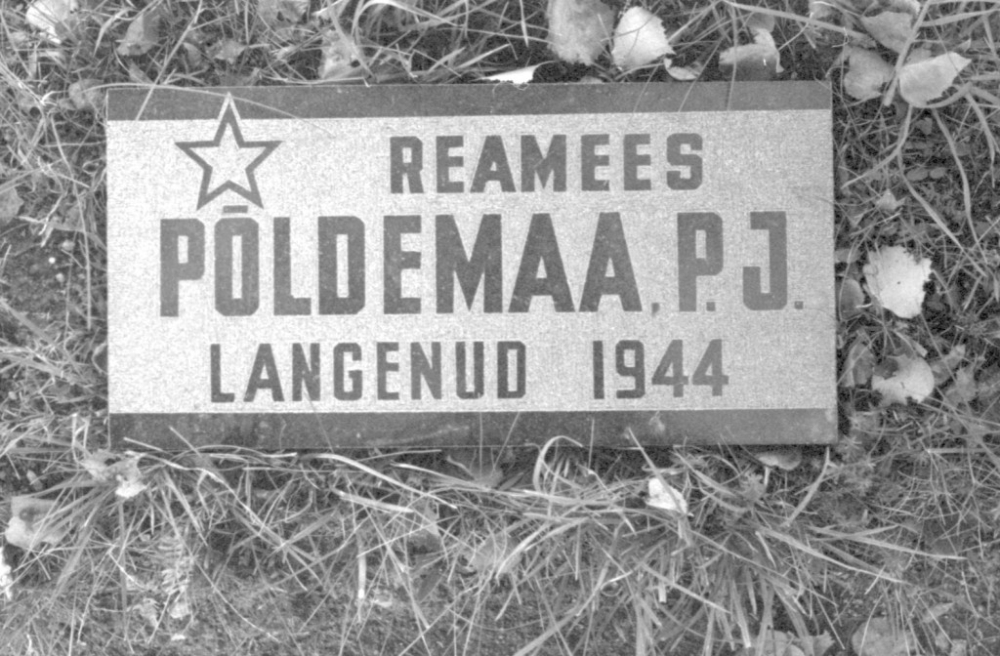 REAMEES
PÕLDEMAA, P. J.
LANGENUD 1944